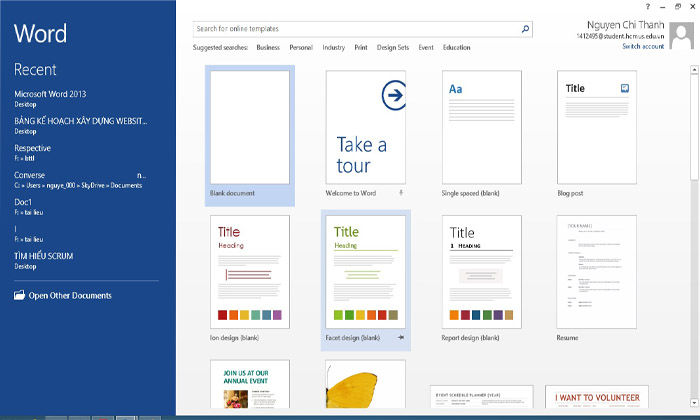 Word
Recent
Microsoft Word 2013
Desktop
BẢNG KẾ HOẠCH XÂY DỰNG WEBSIT...
Desktop
Respective
F: » bttl
Converse n...
C: » Users » nguye_000 » SkyDrive » Documents
Doc1
F: » tai lieu
I
F: » tai lieu
TÌM HIỂU SCRUM
Desktop
Open Other Documents
?
Search for online templates
Suggested searches: Business Personal Industry Print Design Sets Event Education
Nguyen Chi Thanh
1412495@student.hcmus.edu.vn
Switch account
Take a
tour
Aa
Title
Blank document
Welcome to Word
Single spaced (blank)
Blog post
Title
Heading
Title
Heading
Title
1 HEADING
[YOUR NAME]
Ion design (blank)
Facet design (blank)
Report design (blank)
Resume
JOIN US AT OUR
ANNUAL EVENT
EVENT SCHEDULE PLANNER [YEAR]
I WANT TO VOLUNTEER